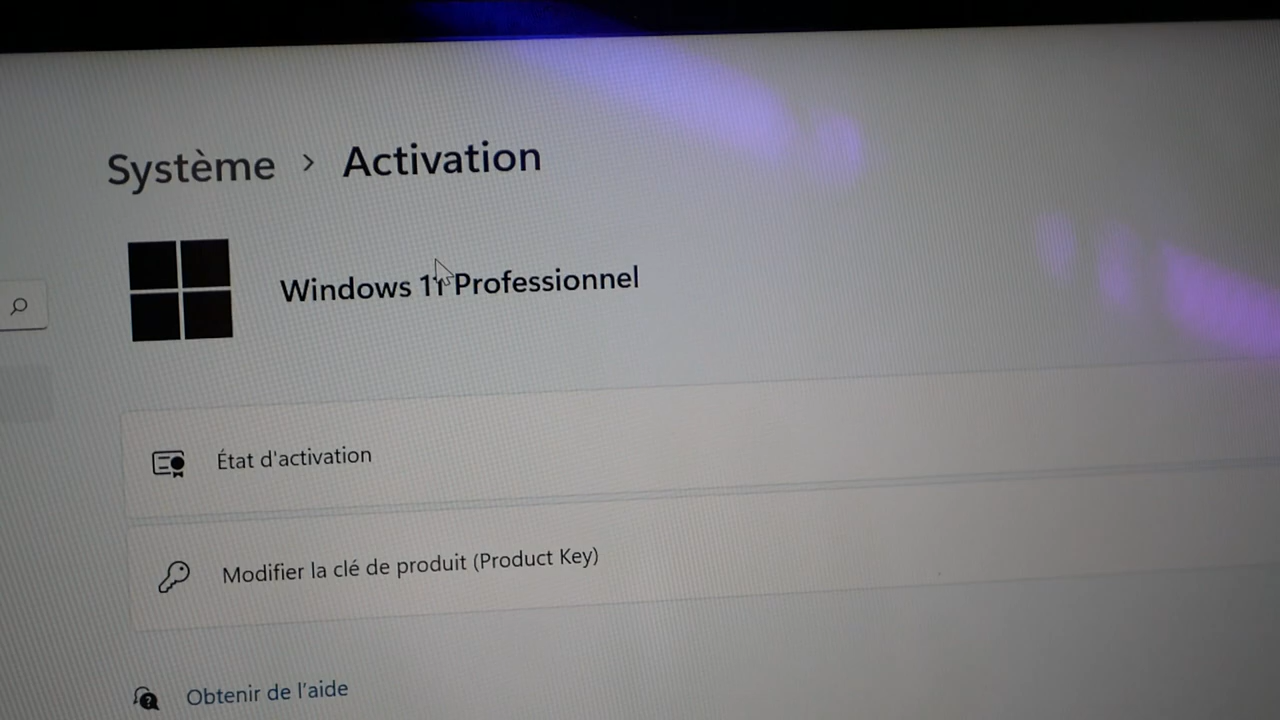 Système > Activation
Windows 11 Professionnel
État d'activation
Modifier la clé de produit (Product Key)
Obtenir de l'aide